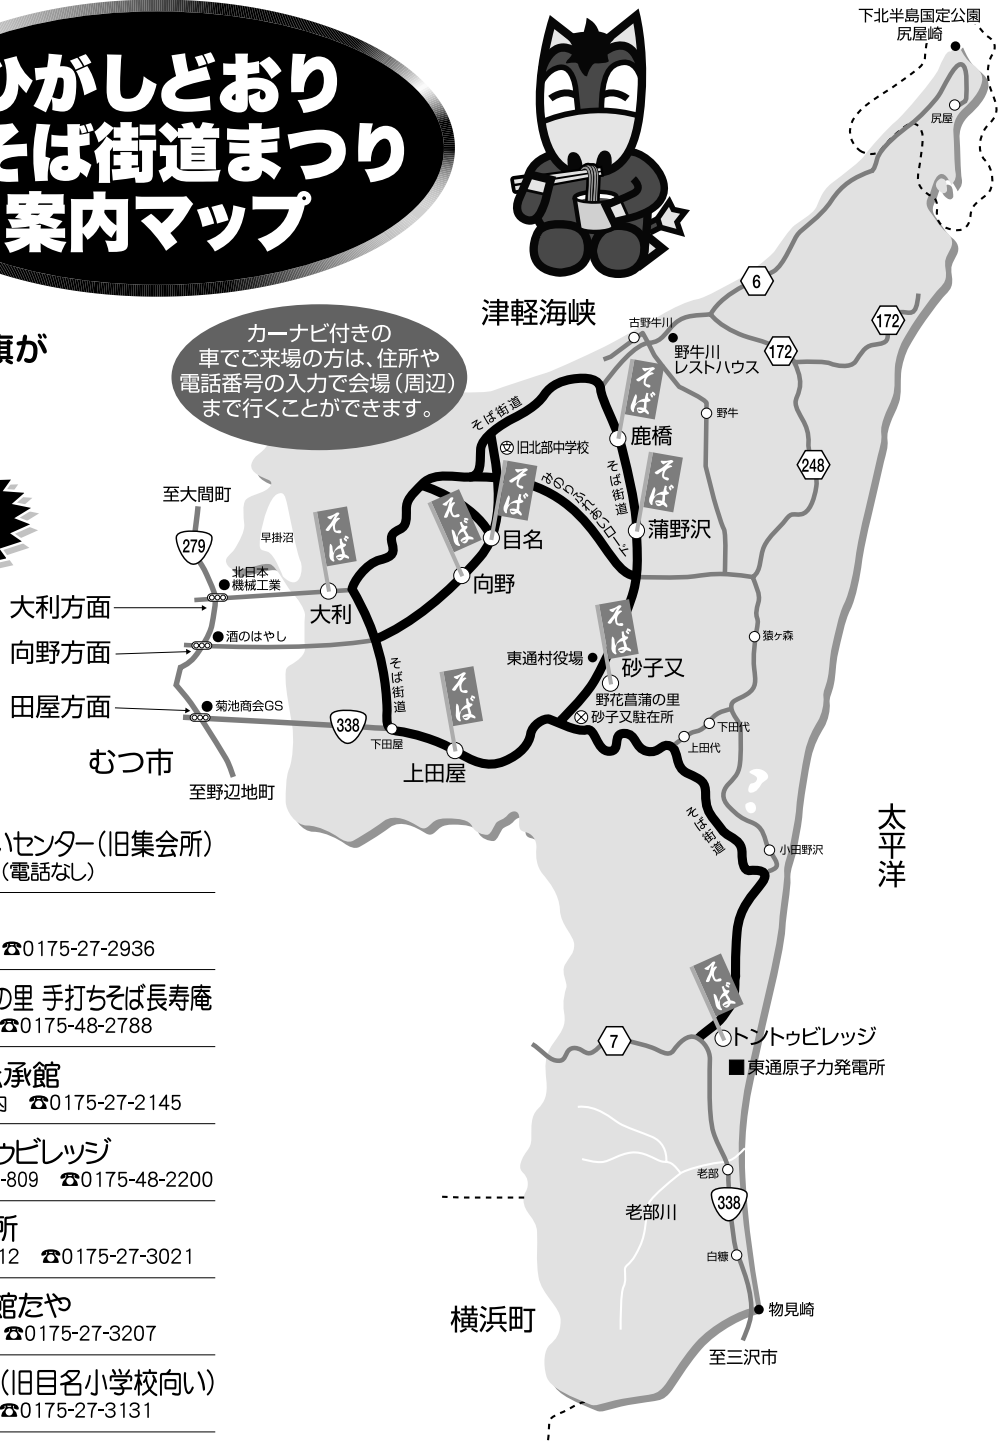 ひがしどおり
そば街道まつり
案内マップ
旗が
カーナビ付きの
車でご来場の方は、住所や
電話番号の入力で会場(周辺)
まで行くことができます。
下北半島国定公園
尻屋崎
尻屋
津軽海峡
6
172
172
248
古野牛川
野牛川
レストハウス
野牛
そば
鹿橋
そば街道
旧北部中学校
そば街道
そば
蒲野沢
みのりふれあいロード
そば
目名
そば
向野
そば
大利
早掛沼
至大間町
279
北日本
機械工業
大利方面
向野方面
酒のはやし
田屋方面
菊池商会GS
むつ市
至野辺地町
338
下田屋
そば街道
そば
上田屋
東通村役場
そば
砂子又
野花菖蒲の里
砂子又駐在所
猿ヶ森
下田代
上田代
そば街道
小田野沢
太平洋
そば
トントゥビレッジ
東通原子力発電所
7
老部
老部川
338
白糠
横浜町
物見崎
至三沢市
いセンター(旧集会所)
(電話なし)
☎0175-27-2936
の里 手打ちそば長寿庵
☎0175-48-2788
承館
内 ☎0175-27-2145
ゥビレッジ
-809 ☎0175-48-2200
所
12 ☎0175-27-3021
館たや
☎0175-27-3207
(旧目名小学校向い)
☎0175-27-3131